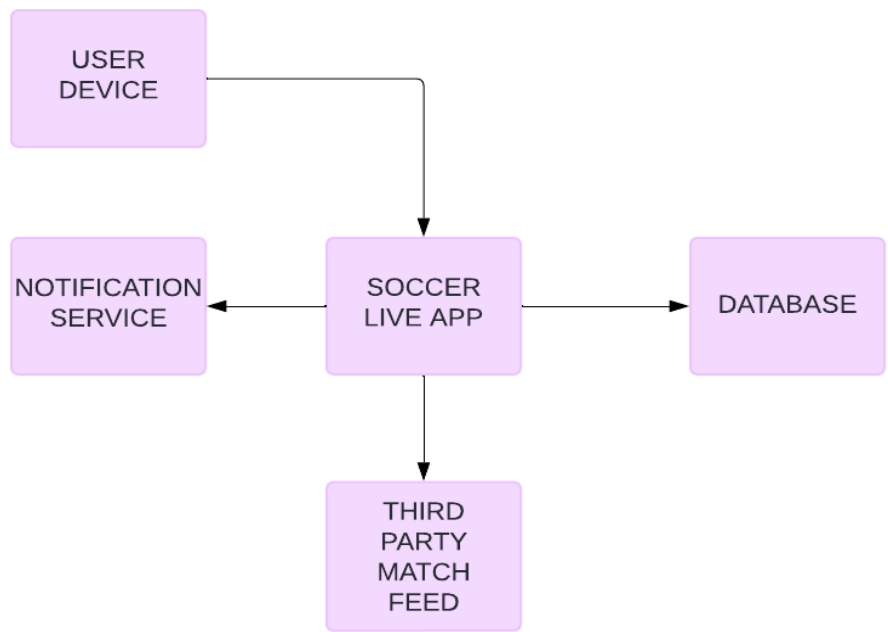 USER
DEVICE
NOTIFICATION
SERVICE
SOCCER
LIVE APP
DATABASE
THIRD
PARTY
MATCH
FEED